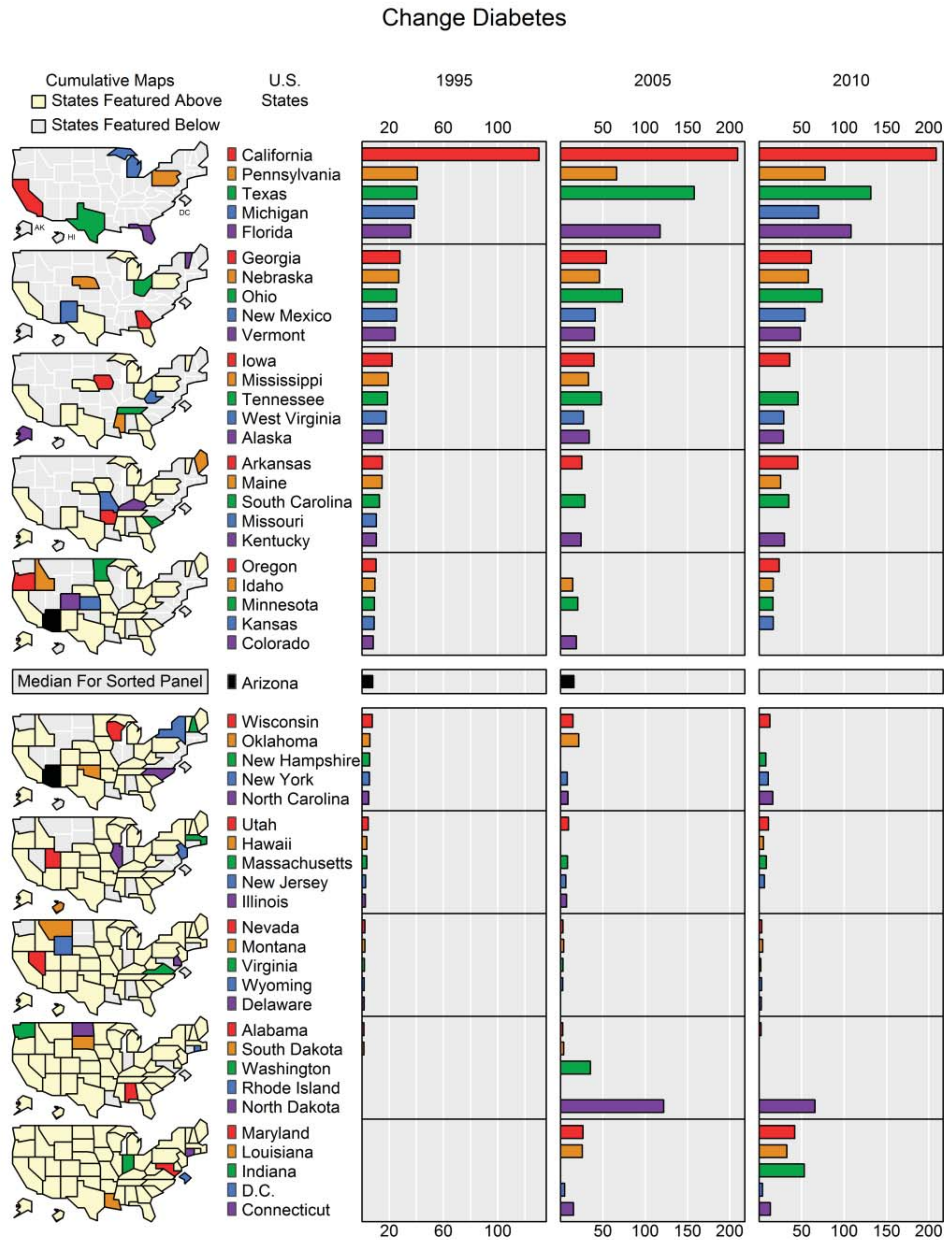 Change Diabetes
Cumulative Maps
States Featured Above
States Featured Below
U.S.
States
1995
2005
2010
20 60 100
50 100 150 200
50 100 150 200
AK
HI
DC
California
Pennsylvania
Texas
Michigan
Florida
Georgia
Nebraska
Ohio
New Mexico
Vermont
Iowa
Mississippi
Tennessee
West Virginia
Alaska
Arkansas
Maine
South Carolina
Missouri
Kentucky
Oregon
Idaho
Minnesota
Kansas
Colorado
Median For Sorted Panel
Arizona
Wisconsin
Oklahoma
New Hampshire
New York
North Carolina
Utah
Hawaii
Massachusetts
New Jersey
Illinois
Nevada
Montana
Virginia
Wyoming
Delaware
Alabama
South Dakota
Washington
Rhode Island
North Dakota
Maryland
Louisiana
Indiana
D.C.
Connecticut
20 60 100
50 100 150 200
50 100 150 200